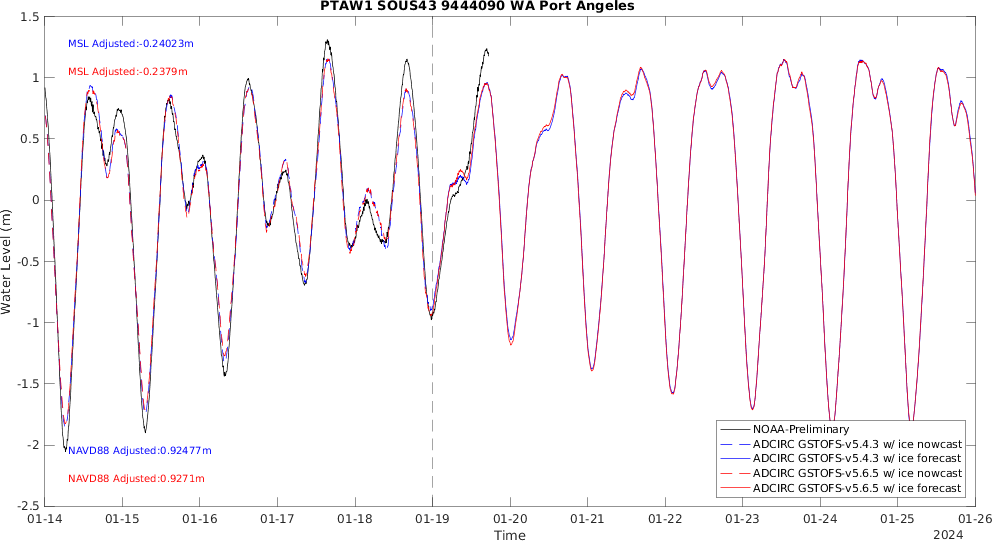 PTAW1 SOUS43 9444090 WA Port Angeles
1.5
1
0.5
0
-0.5
-1
-1.5
-2
-2.5
Water Level (m)
MSL Adjusted:-0.24023m
MSL Adjusted:-0.2379m
NAVD88 Adjusted:0.92477m
NAVD88 Adjusted:0.9271m
NOAA-Preliminary
ADCIRC GSTOFS-v5.4.3 w/ ice nowcast
ADCIRC GSTOFS-v5.4.3 w/ ice forecast
ADCIRC GSTOFS-v5.6.5 w/ ice nowcast
ADCIRC GSTOFS-v5.6.5 w/ ice forecast
01-14 01-15 01-16 01-17 01-18 01-19 01-20 01-21 01-22 01-23 01-24 01-25 01-26
Time
2024